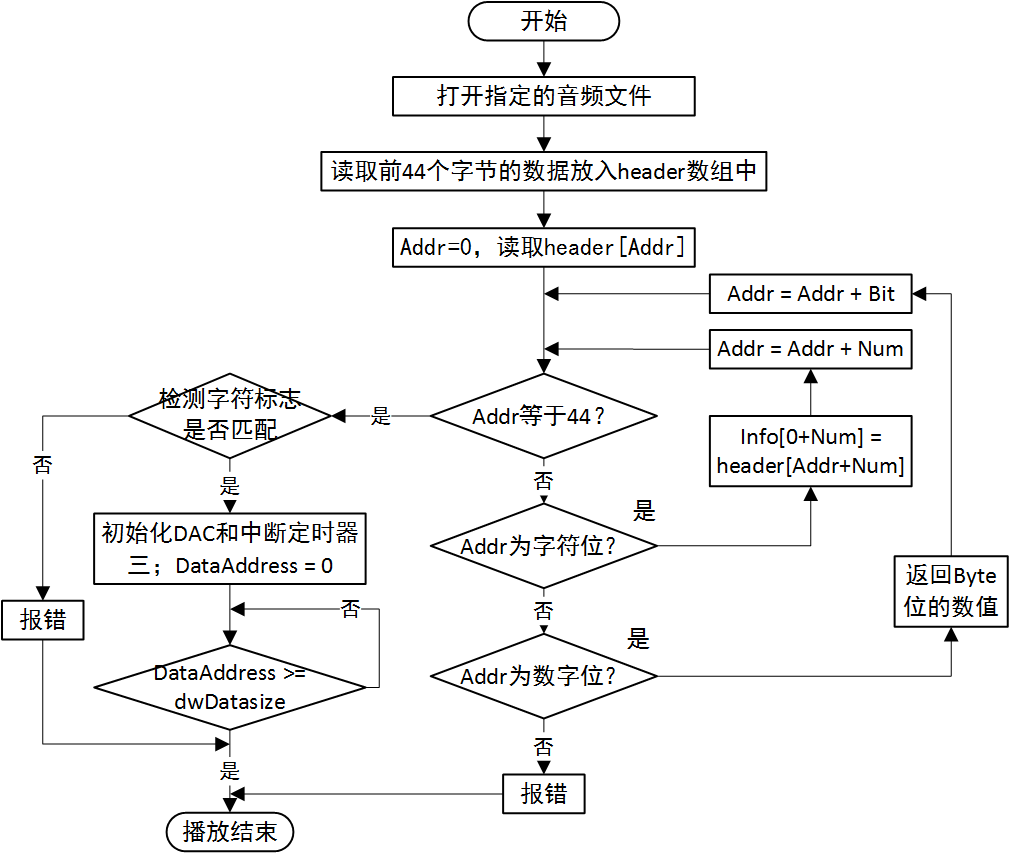 开始
打开指定的音频文件
读取前44个字节的数据放入header数组中
Addr=0，读取header[Addr]
Addr = Addr + Bit
Addr = Addr + Num
检测字符标志
是否匹配
是
Addr等于44？
Info[0+Num] =
header[Addr+Num]
否
是
否
是
初始化DAC和中断定时器
三；DataAddress = 0
Addr为字符位？
返回Byte
位的数值
报错
否
否
是
DataAddress >=
dwDatasize
Addr为数字位？
是
否
报错
播放结束